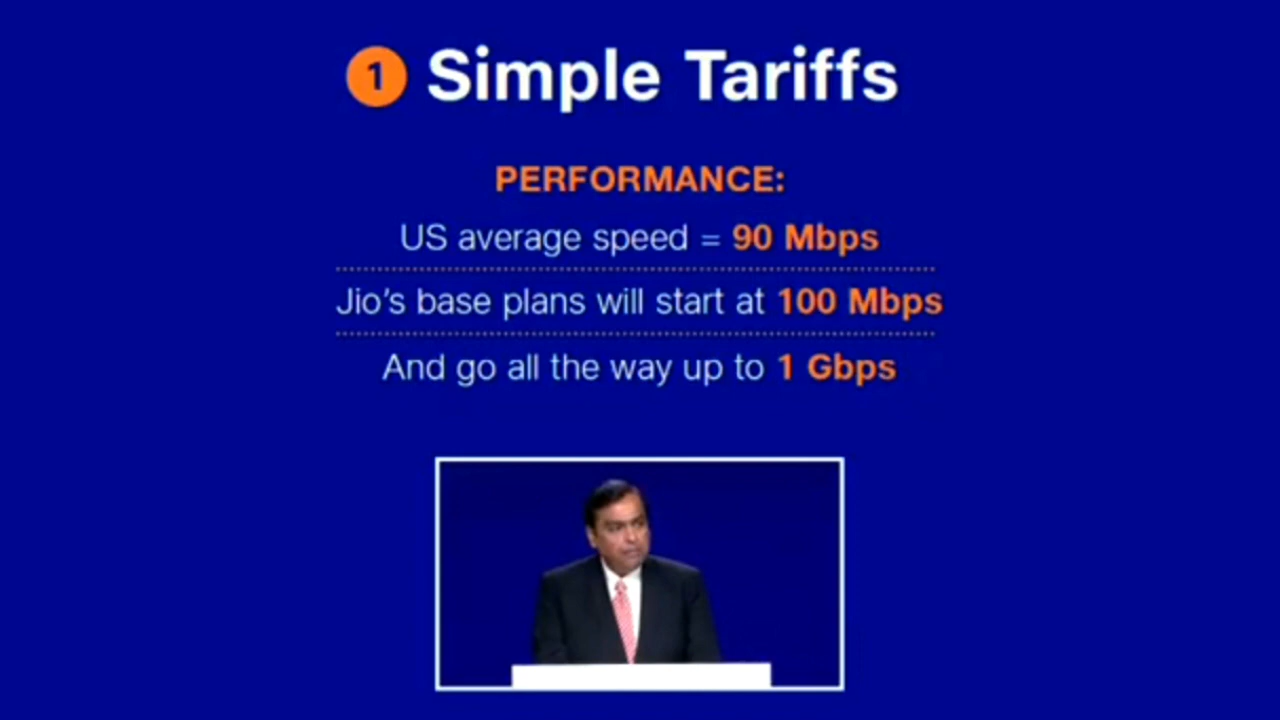 1 Simple Tariffs
PERFORMANCE:
US average speed = 90 Mbps
Jio's base plans will start at 100 Mbps
And go all the way up to 1 Gbps